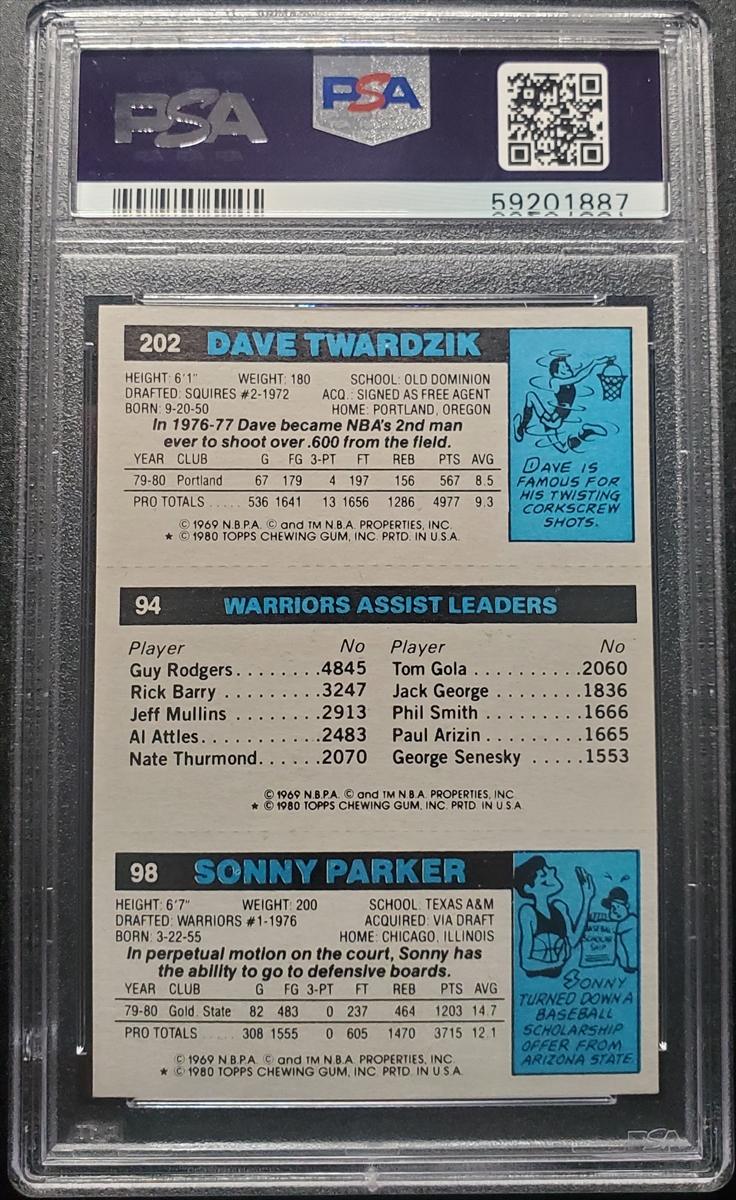 PSA
PSA
59201887
202 DAVE TWARDZIK
HEIGHT: 6'1" WEIGHT: 180 SCHOOL: OLD DOMINION
DRAFTED: SQUIRES #2-1972 ACQ.: SIGNED AS FREE AGENT
BORN: 9-20-50 HOME: PORTLAND, OREGON
In 1976-77 Dave became NBA's 2nd man
ever to shoot over .600 from the field.
YEAR CLUB G FG 3-PT FT REB PTS AVG
79-80 Portland 67 179 4 197 156 567 8.5
PRO TOTALS ..... 536 1641 13 1656 1286 4977 9.3
© 1969 N.B.P.A. © and TM N.B.A. PROPERTIES, INC.
★ © 1980 TOPPS CHEWING GUM, INC. PRTD. IN U.S.A.
DAVE IS
FAMOUS FOR
HIS TWISTING
CORKSCREW
SHOTS.
94 WARRIORS ASSIST LEADERS
Player No Player No
Guy Rodgers........4845 Tom Gola ..........2060
Rick Barry ........3247 Jack George ........1836
Jeff Mullins .......2913 Phil Smith ........1666
Al Attles...........2483 Paul Arizin ........1665
Nate Thurmond......2070 George Senesky .....1553
© 1969 N.B.P.A. © and TM N.B.A. PROPERTIES, INC
★ © 1980 TOPPS CHEWING GUM, INC. PRTD. IN U.S.A
98 SONNY PARKER
HEIGHT: 6'7" WEIGHT: 200 SCHOOL: TEXAS A&M
DRAFTED: WARRIORS #1-1976 ACQUIRED: VIA DRAFT
BORN: 3-22-55 HOME: CHICAGO, ILLINOIS
In perpetual motion on the court, Sonny has
the ability to go to defensive boards.
YEAR CLUB G FG 3-PT FT REB PTS AVG
79-80 Gold. State 82 483 0 237 464 1203 14.7
PRO TOTALS ..... 308 1555 0 605 1470 3715 12.1
© 1969 N.B.P.A. © and TM N.B.A. PROPERTIES, INC.
★ © 1980 TOPPS CHEWING GUM, INC. PRTD. IN U.S.A.
BASEBALL
SCHOLAR
SHIP
SONNY
TURNED DOWN A
BASEBALL
SCHOLARSHIP
OFFER FROM
ARIZONA STATE.
PSA